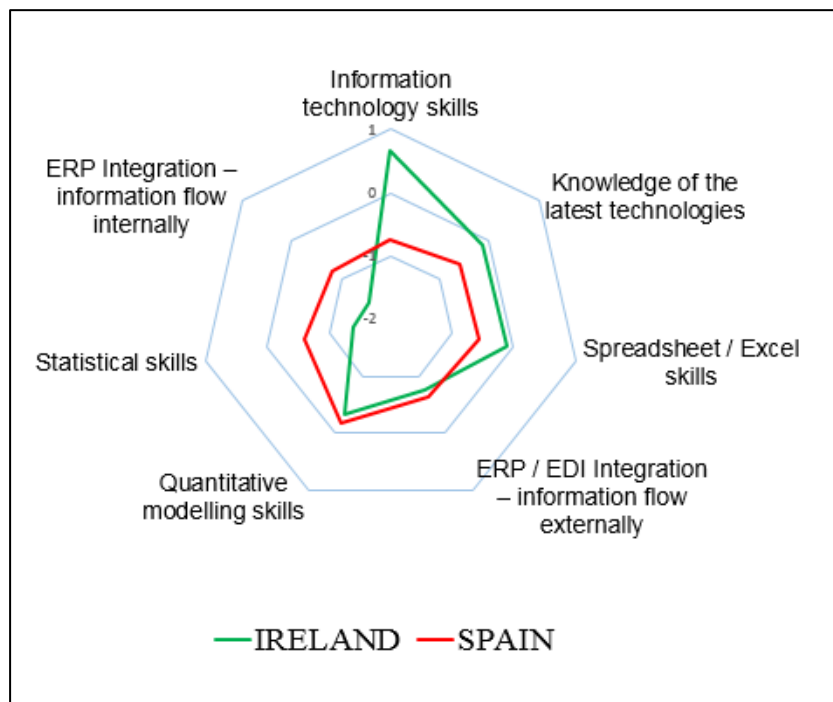 Information
technology skills
1
0
-1
-2
Knowledge of the
latest technologies
Spreadsheet / Excel
skills
ERP / EDI Integration
– information flow
externally
Quantitative
modelling skills
Statistical skills
ERP Integration –
information flow
internally
IRELAND
SPAIN